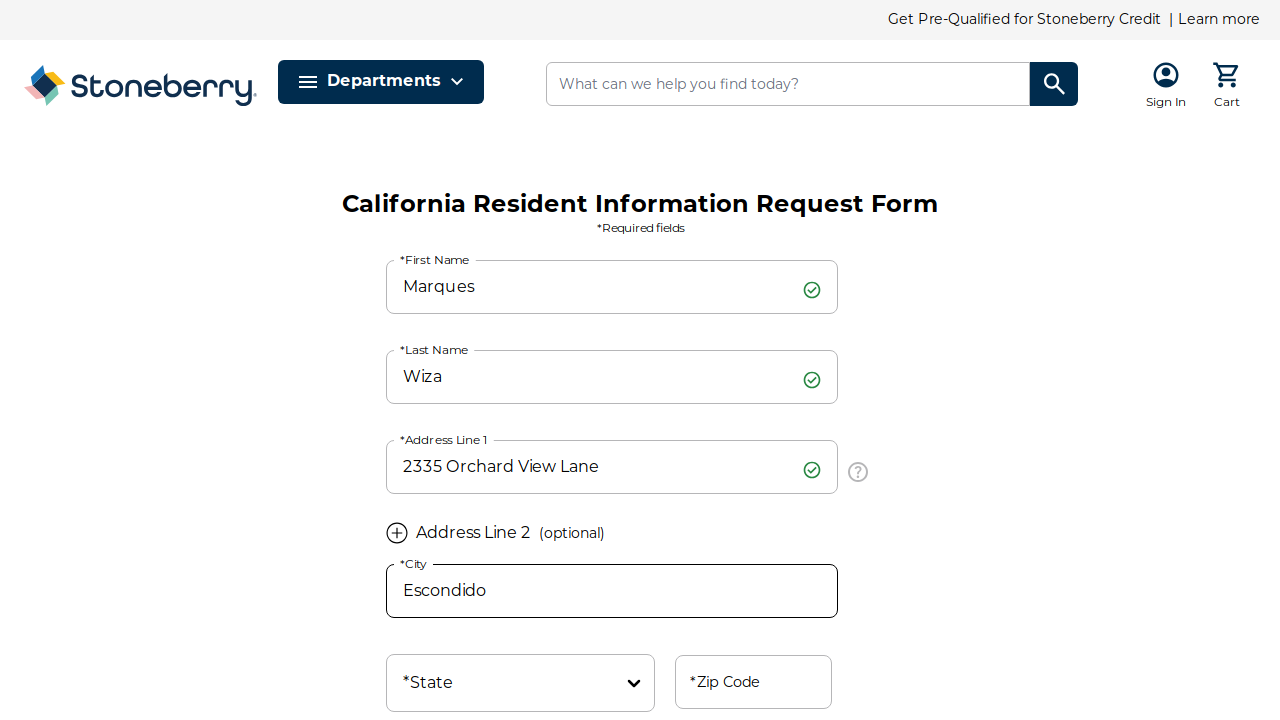 Get Pre-Qualified for Stoneberry Credit | Learn more
Stoneberry®
Departments
What can we help you find today?
Sign In
Cart
California Resident Information Request Form
*Required fields
*First Name
Marques
*Last Name
Wiza
*Address Line 1
2335 Orchard View Lane
Address Line 2 (optional)
*City
Escondido
*State
*Zip Code